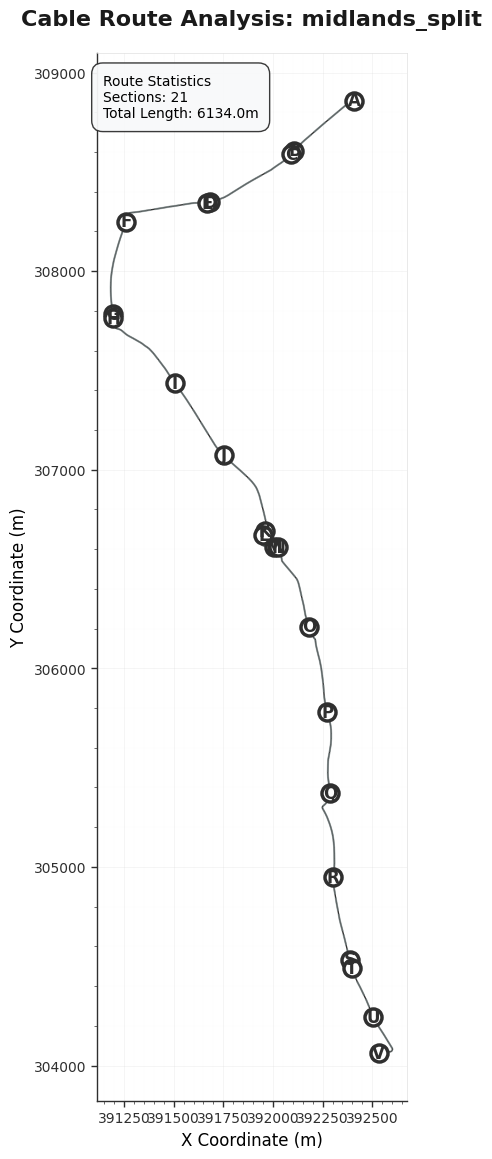 Cable Route Analysis: midlands_split
309000
Route Statistics
Sections: 21
Total Length: 6134.0m
A
F
308000
H
I
307000
J
Y Coordinate (m)
O
306000
P
Q
305000
R
T
U
304000
V
391250
391500
391750
392000
392250
392500
X Coordinate (m)